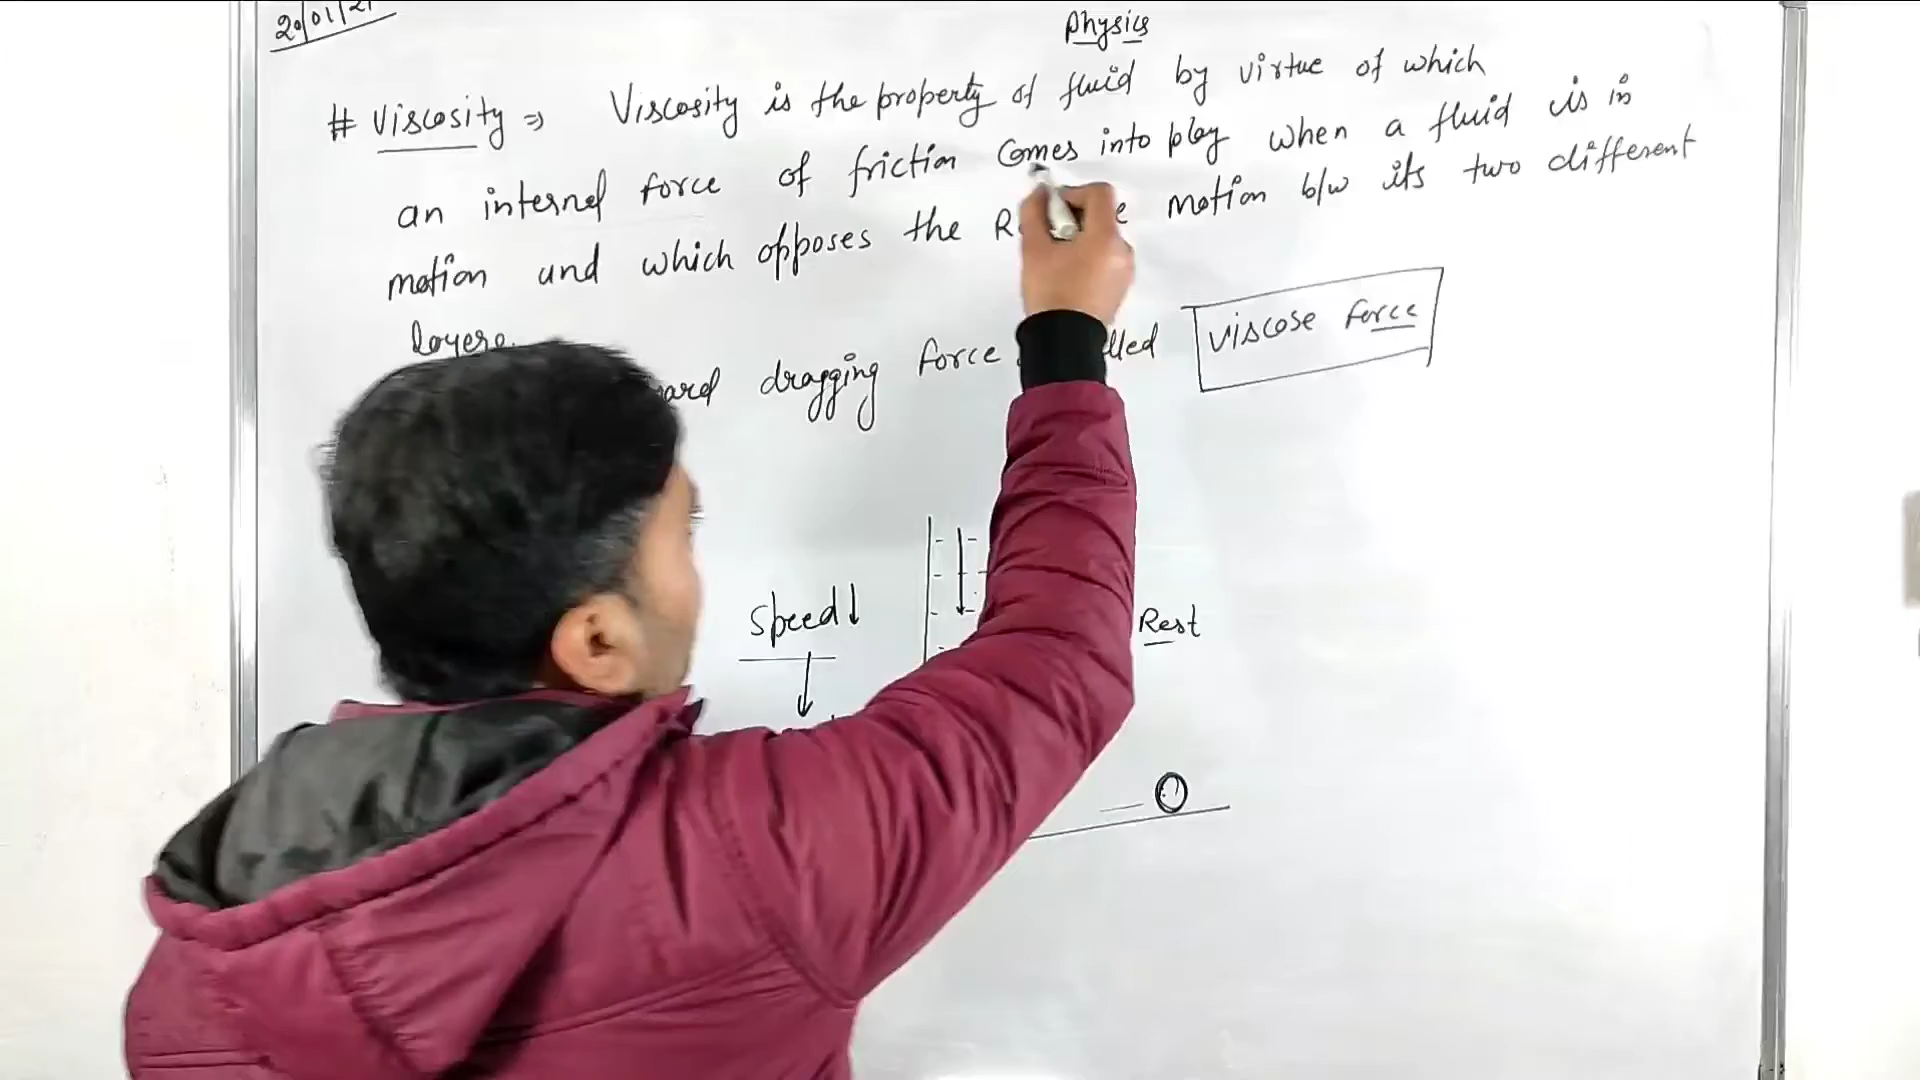 20/01/21
Physics
# Viscosity => Viscosity is the property of fluid by virtue of which
an internal force of friction Comes into play when a fluid is in
motion and which opposes the motion b/w its two different
layers
dragging force viscose force
Speed↓
Rest